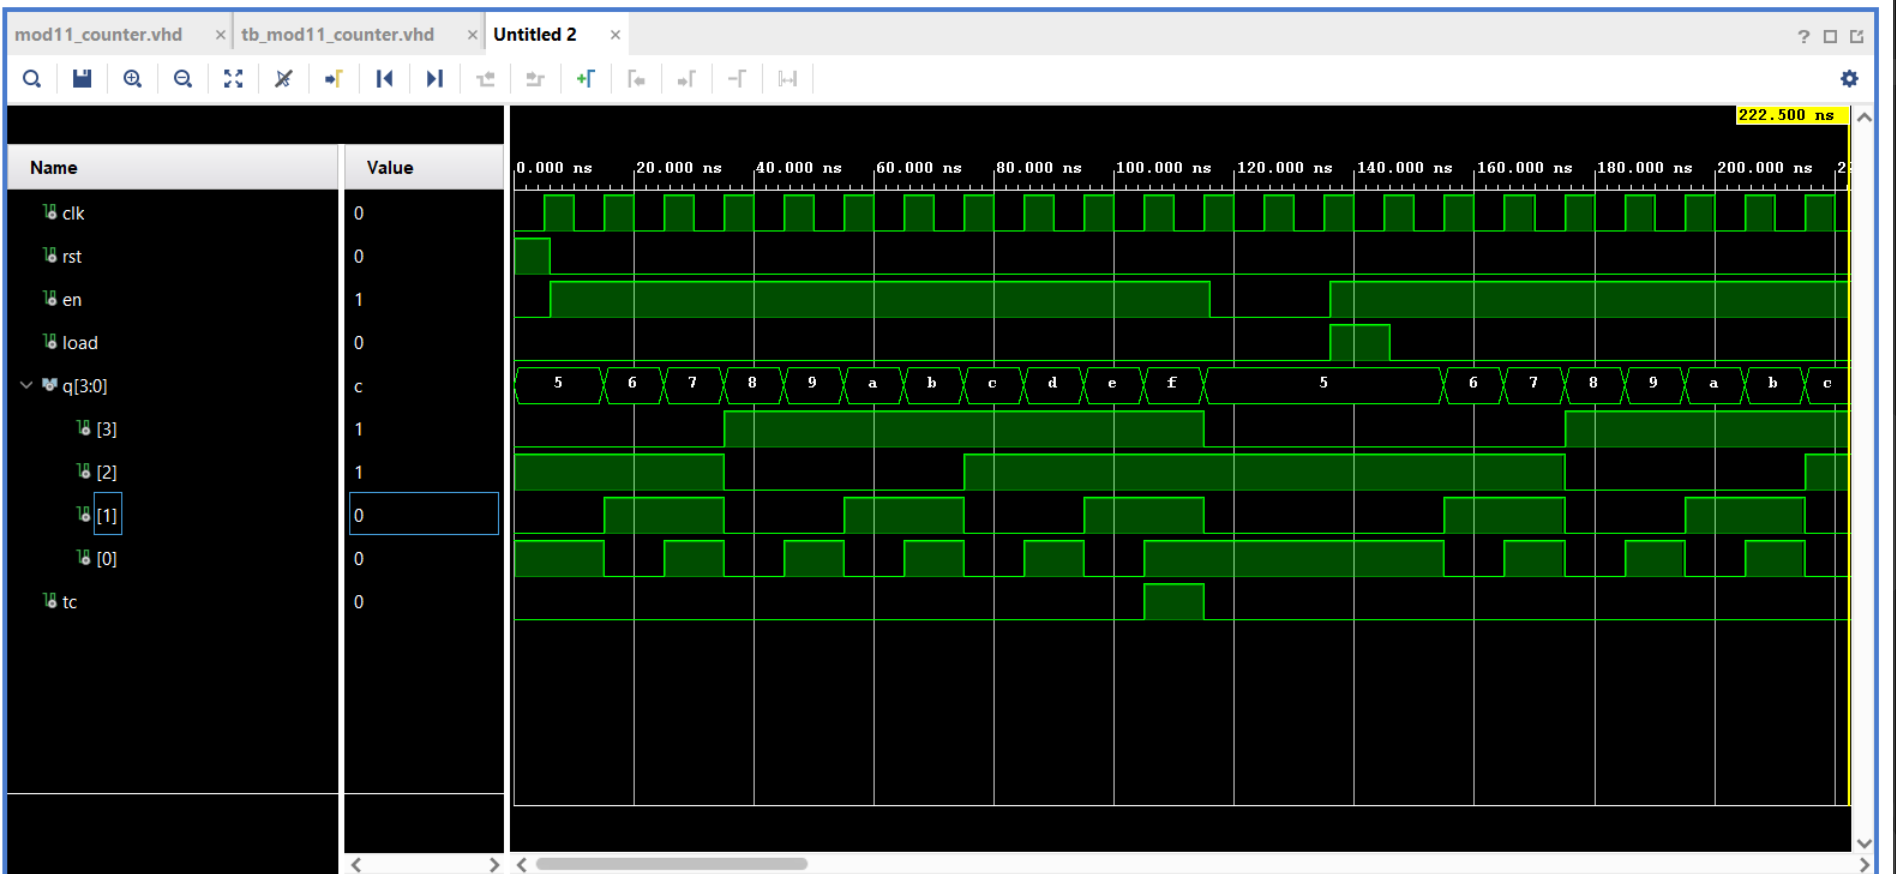 mod11_counter.vhd × tb_mod11_counter.vhd × Untitled 2 × ?
222.500 ns
Name Value 0.000 ns 20.000 ns 40.000 ns 60.000 ns 80.000 ns 100.000 ns 120.000 ns 140.000 ns 160.000 ns 180.000 ns 200.000 ns
clk 0
rst 0
en 1
load 0
q[3:0] c 5 6 7 8 9 a b c d e f 5 6 7 8 9 a b c
[3] 1
[2] 1
[1] 0
[0] 0
tc 0